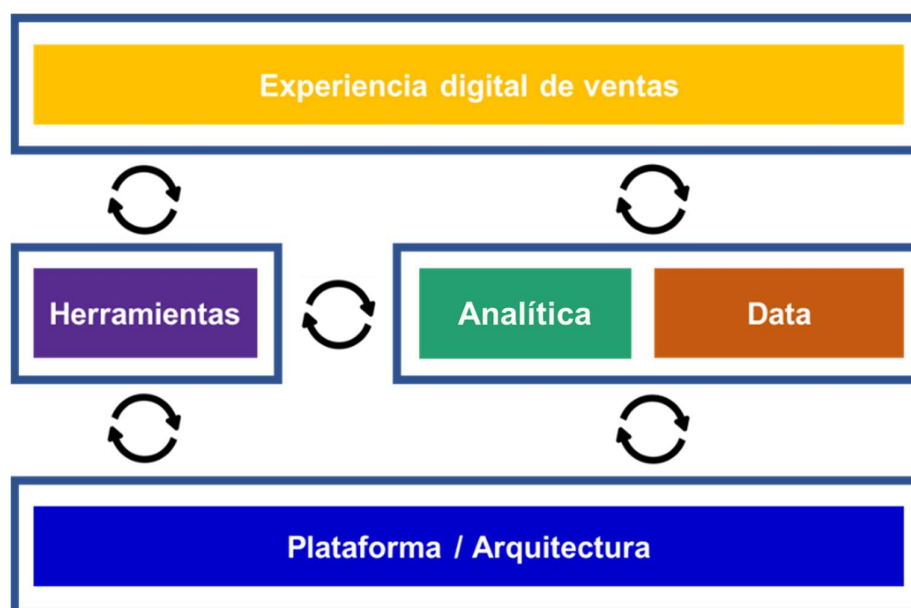 Experiencia digital de ventas
Herramientas
Analítica
Data
Plataforma / Arquitectura